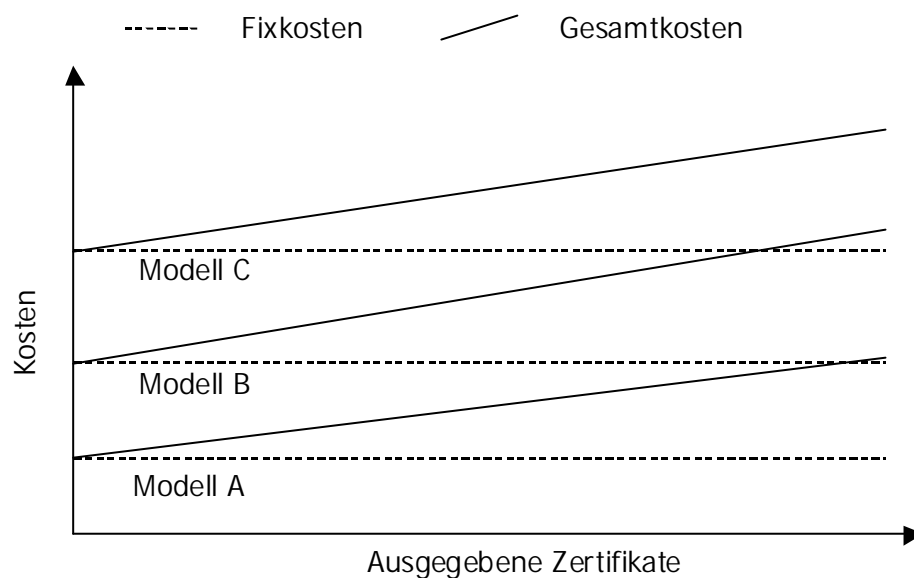 Fixkosten
Gesamtkosten
Kosten
Modell C
Modell B
Modell A
Ausgegebene Zertifikate